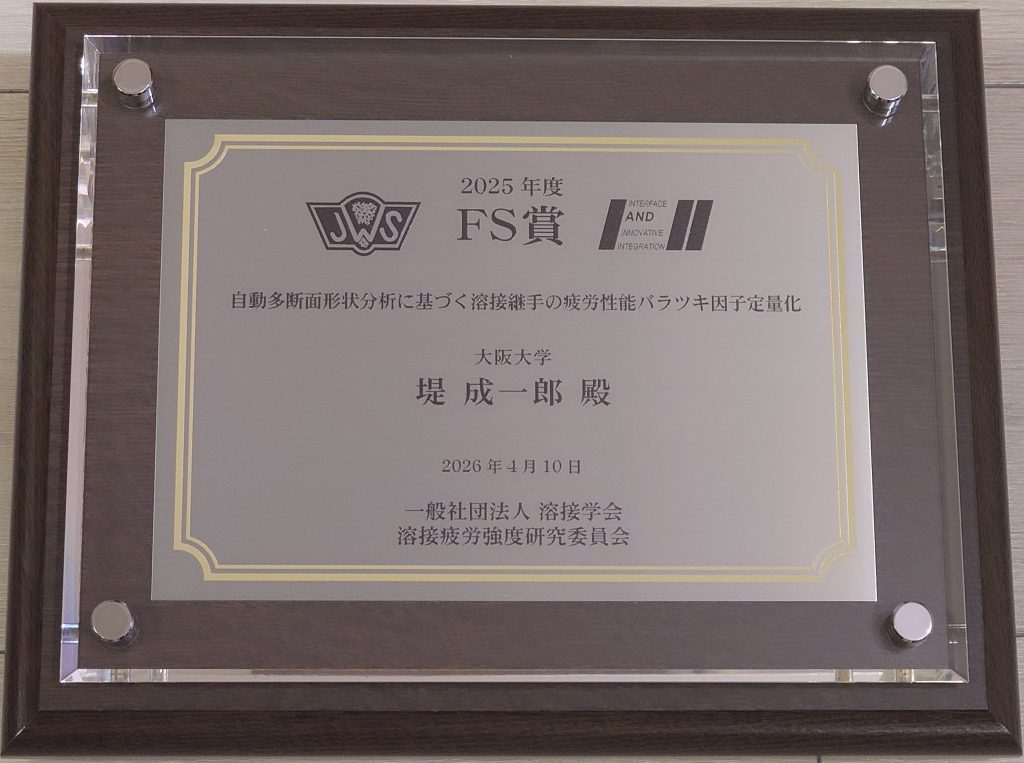 2025 年度
JWS
FS賞
INTERFACE
AND
INNOVATIVE
INTEGRATION
自動多断面形状分析に基づく溶接継手の疲労性能バラツキ因子定量化
大阪大学
堤 成一郎 殿
2026 年 4 月 10 日
一般社団法人 溶接学会
溶接疲労強度研究委員会